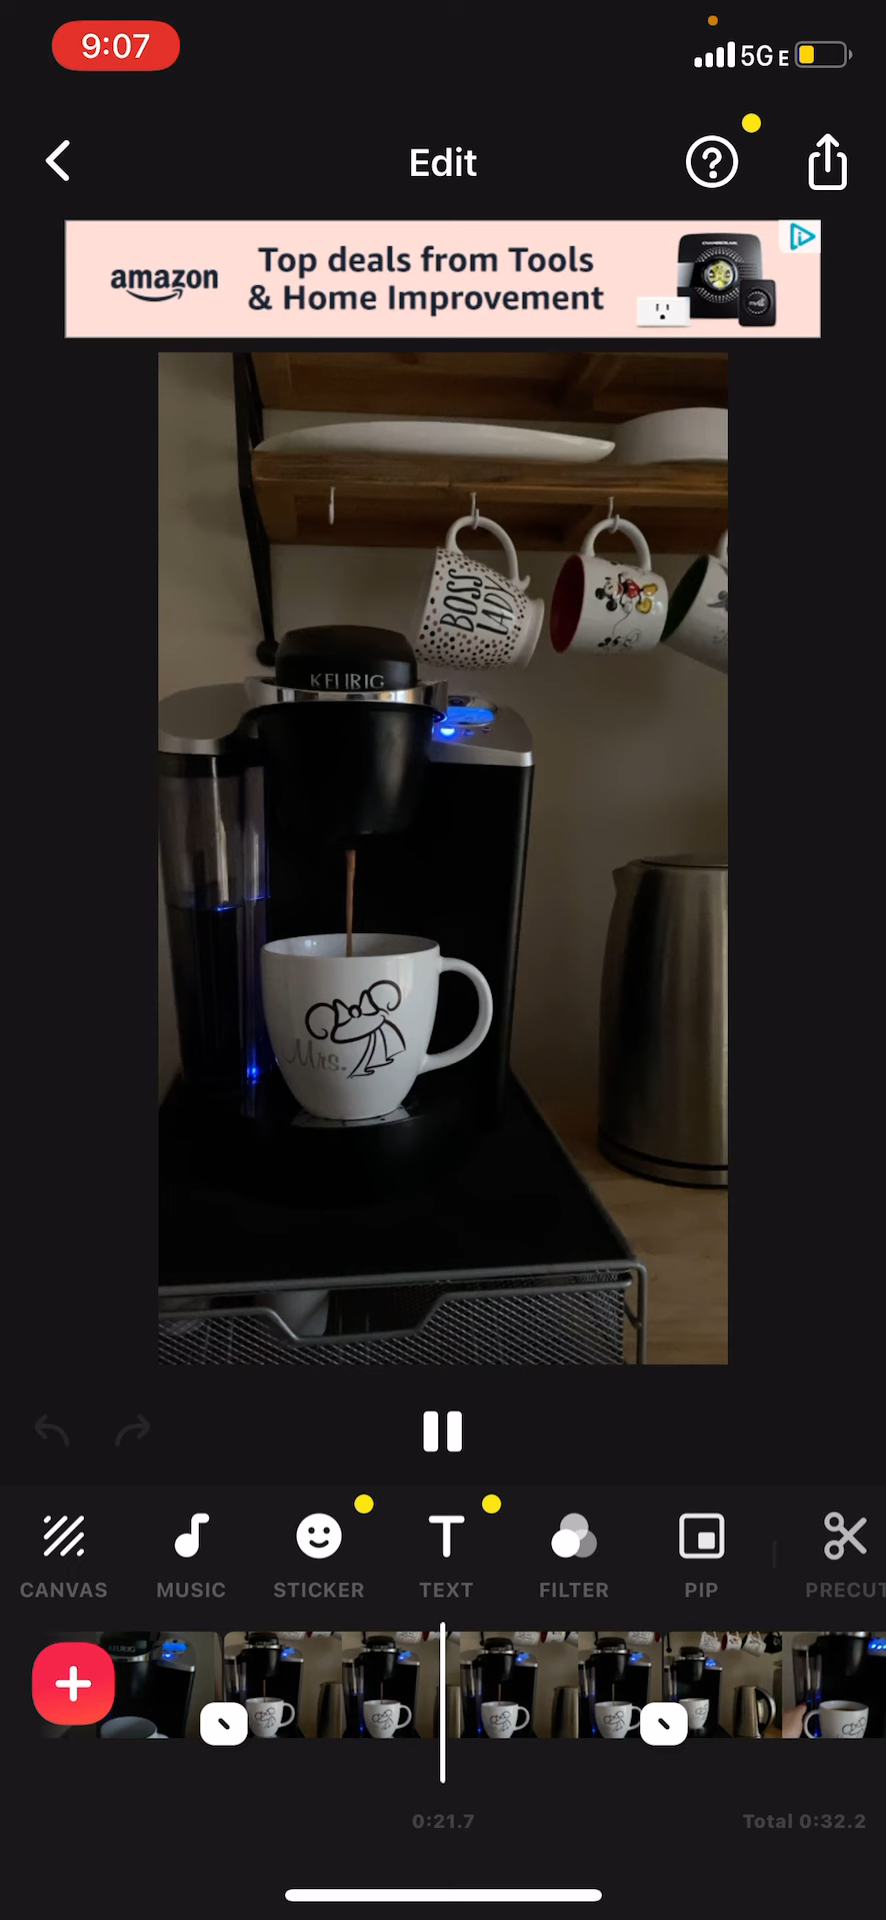 9:07
5G E
Edit
amazon
Top deals from Tools
& Home Improvement
CHAMBERLAIN
BOSS
LADY
KEURIG
Mrs.
CANVAS
MUSIC
STICKER
TEXT
FILTER
PIP
PRECUT
0:21.7
Total 0:32.2